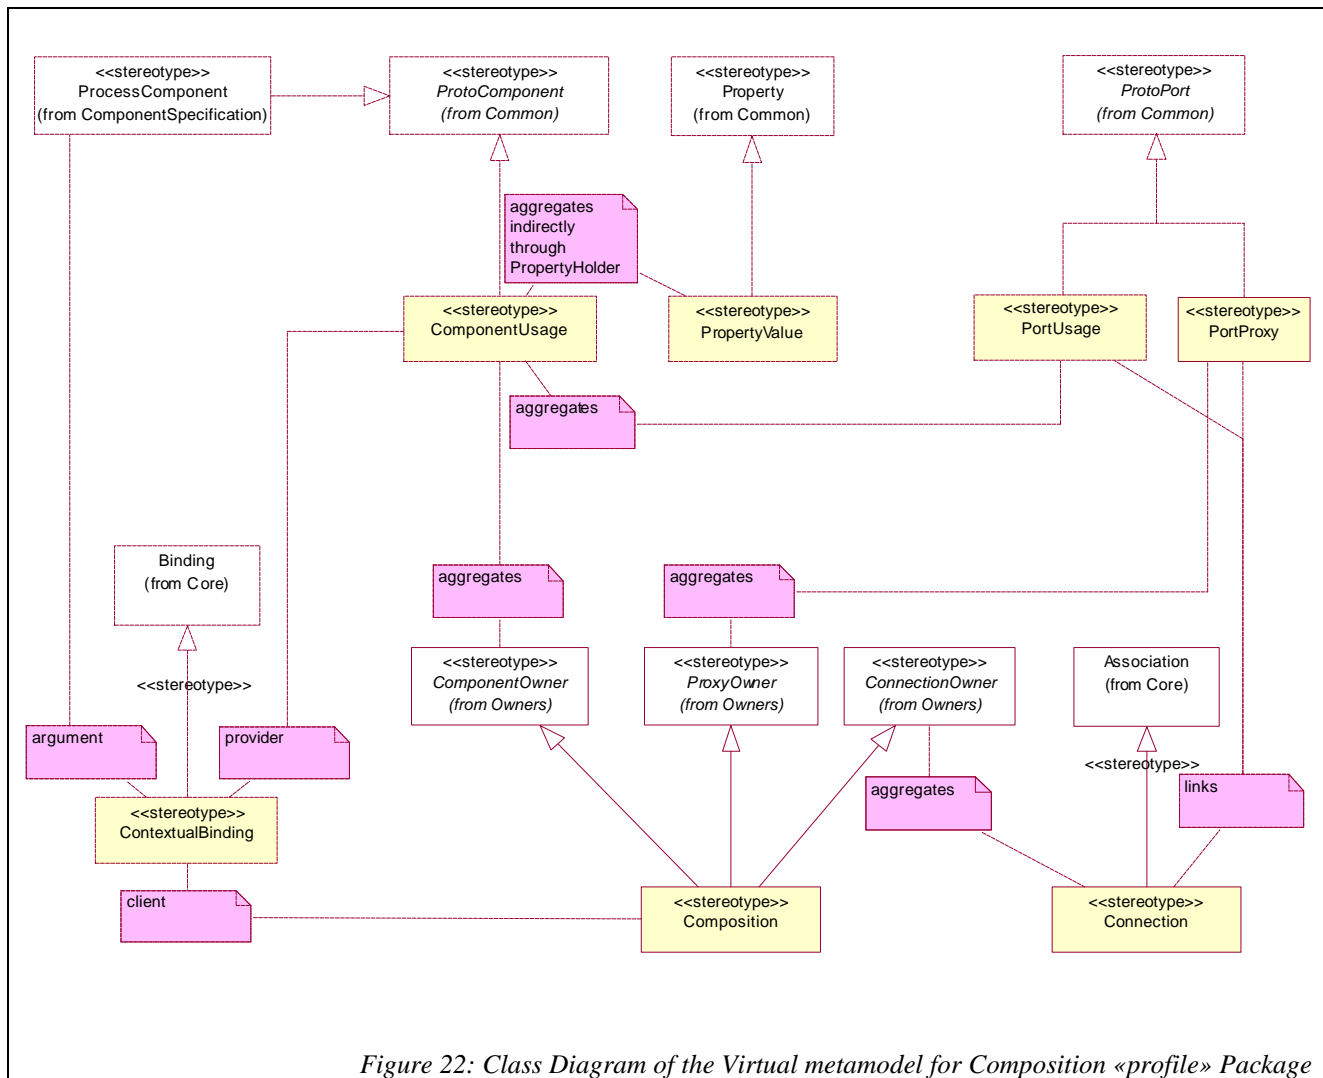 <<stereotype>>
ProcessComponent
(from ComponentSpecification)
<<stereotype>>
ProtoComponent
(from Common)
<<stereotype>>
Property
(from Common)
<<stereotype>>
ProtoPort
(from Common)
aggregates
indirectly
through
PropertyHolder
<<stereotype>>
ComponentUsage
<<stereotype>>
PropertyValue
<<stereotype>>
PortUsage
<<stereotype>>
PortProxy
aggregates
Binding
(from Core)
aggregates
aggregates
<<stereotype>>
ComponentOwner
(from Owners)
<<stereotype>>
ProxyOwner
(from Owners)
<<stereotype>>
ConnectionOwner
(from Owners)
Association
(from Core)
<<stereotype>>
argument
provider
<<stereotype>>
aggregates
links
<<stereotype>>
ContextualBinding
client
<<stereotype>>
Composition
<<stereotype>>
Connection
Figure 22: Class Diagram of the Virtual metamodel for Composition «profile» Package